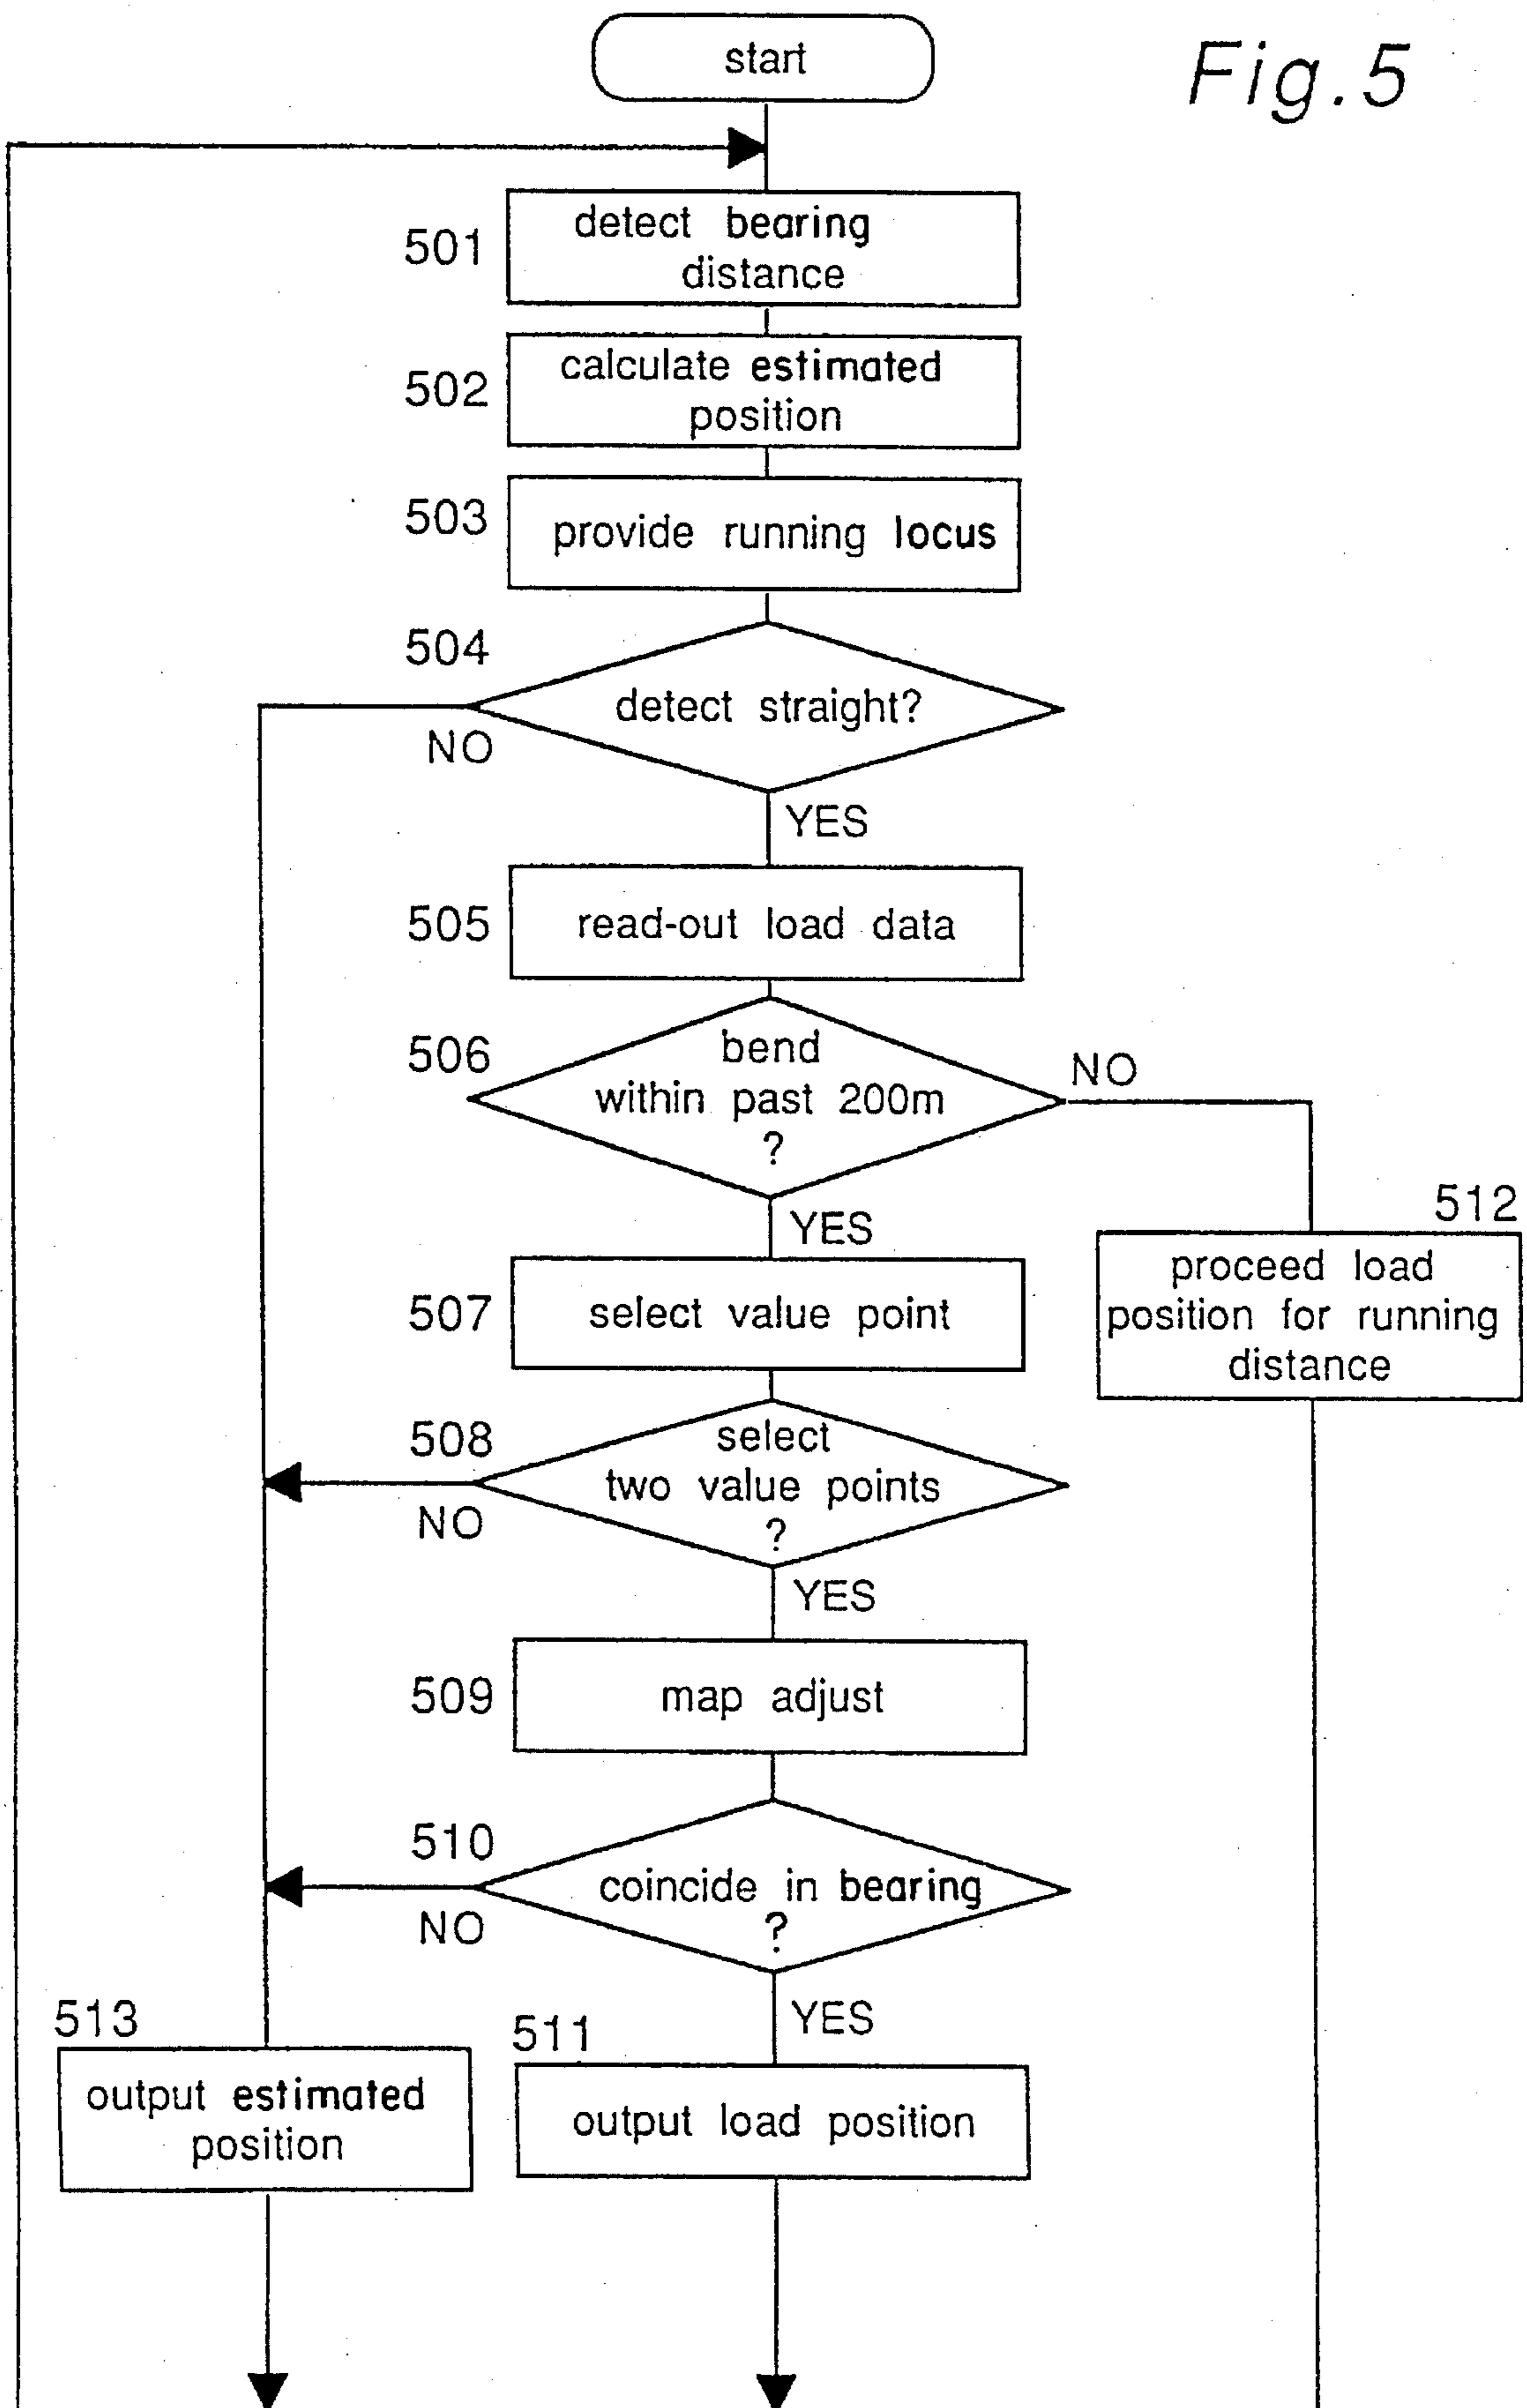 Fig.5
start
501
detect bearing
distance
502
calculate estimated
position
503
provide running locus
504
detect straight?
NO
YES
505
read-out load data
506
bend
within past 200m
?
NO
YES
512
proceed load
position for running
distance
507
select value point
508
select
two value points
?
NO
YES
509
map adjust
510
coincide in bearing
?
NO
YES
513
output estimated
position
511
output load position